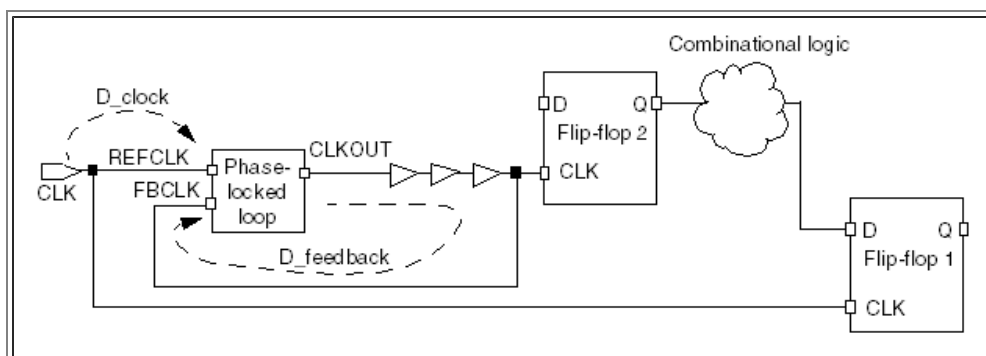 Combinational logic
D_clock
D Q
Flip-flop 2
CLK
CLKOUT
REFCLK
Phase-
locked
loop
CLK
FBCLK
D_feedback
D Q
Flip-flop 1
CLK